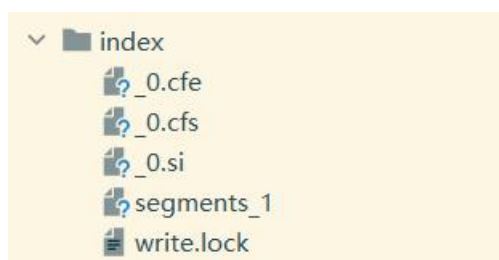 index
_0.cfe
_0.cfs
_0.si
segments_1
write.lock